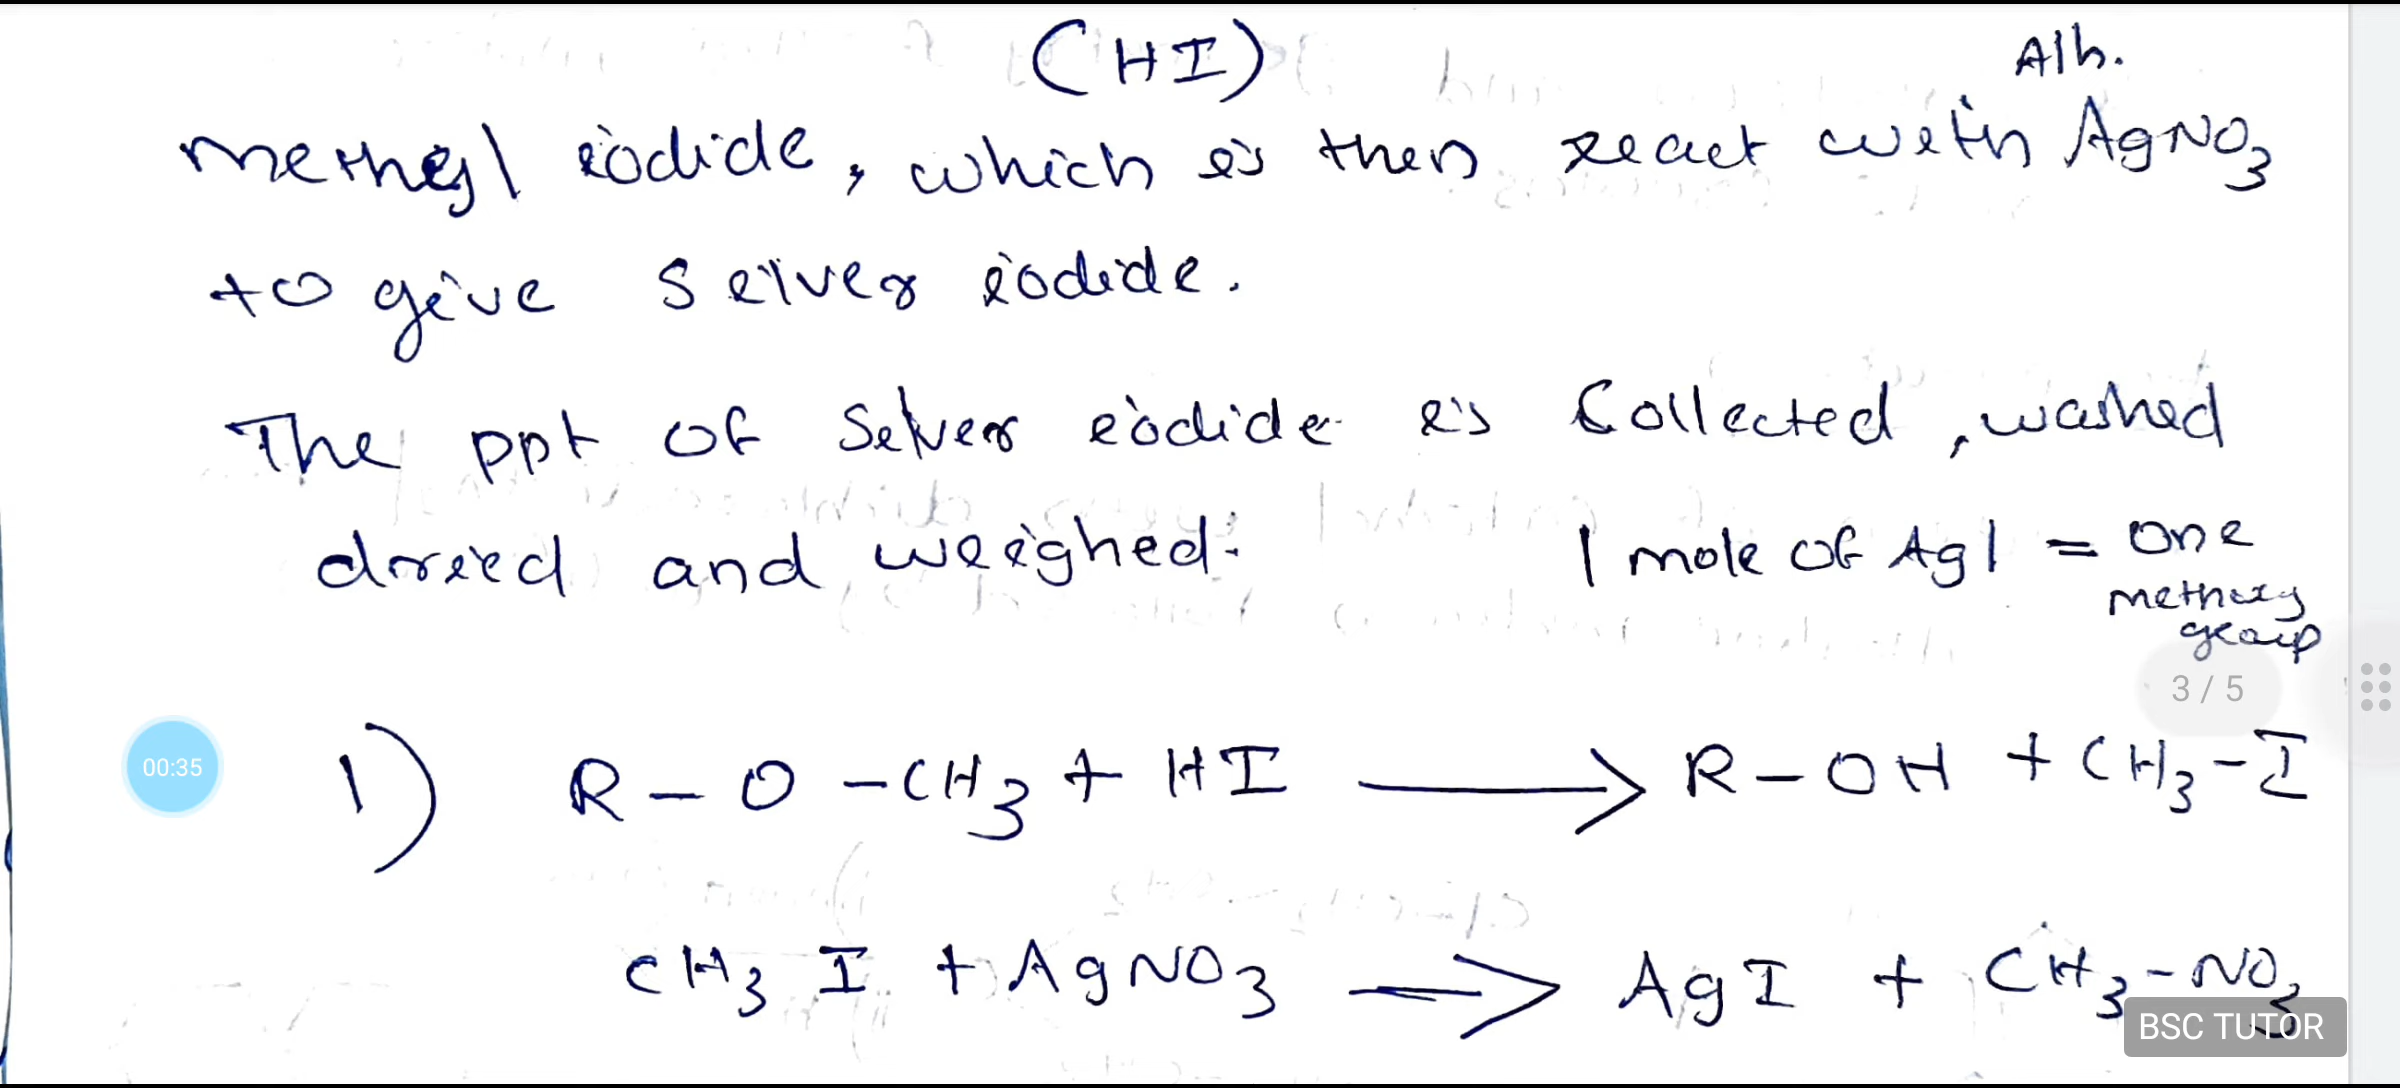 (HI)
Alh.
methyl iodide, which is then react with AgNO3
to give Silver iodide.
The ppt of Silver iodide is Collected, washed
dried and weighed.
1 mole of AgI = one
methoxy
group
3 / 5
00:35
1) R - O - CH3 + HI → R - OH + CH3 - I
CH3 I + AgNO3 → AgI + CH3 - NO3
BSC TUTOR